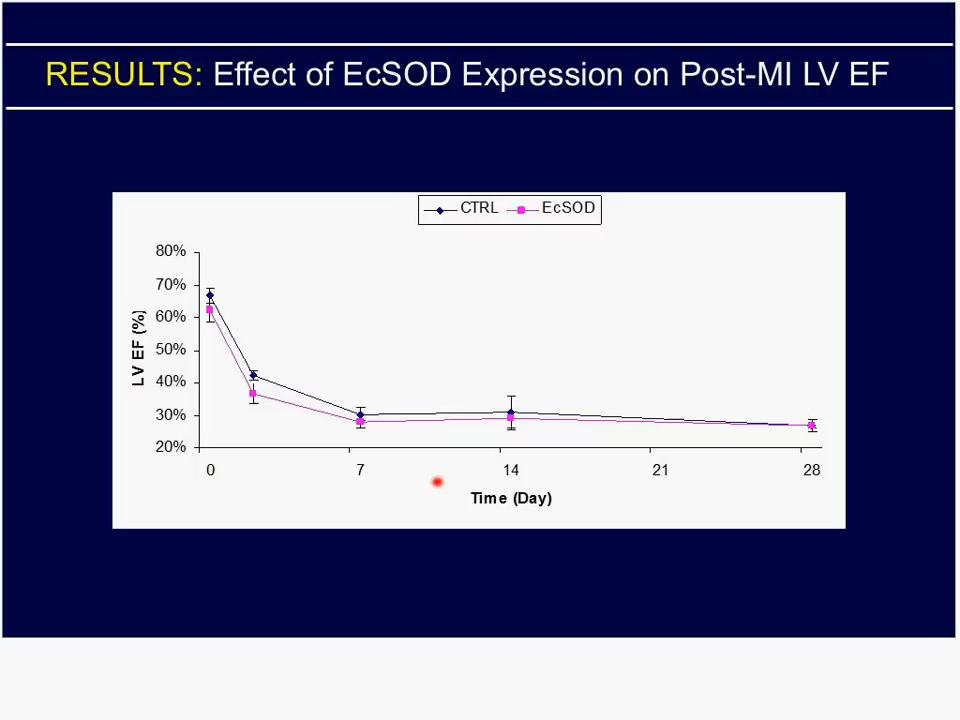 RESULTS: Effect of EcSOD Expression on Post-MI LV EF
CTRL EcSOD
80%
70%
60%
50%
40%
30%
20%
LV EF (%)
0 7 14 21 28
Time (Day)